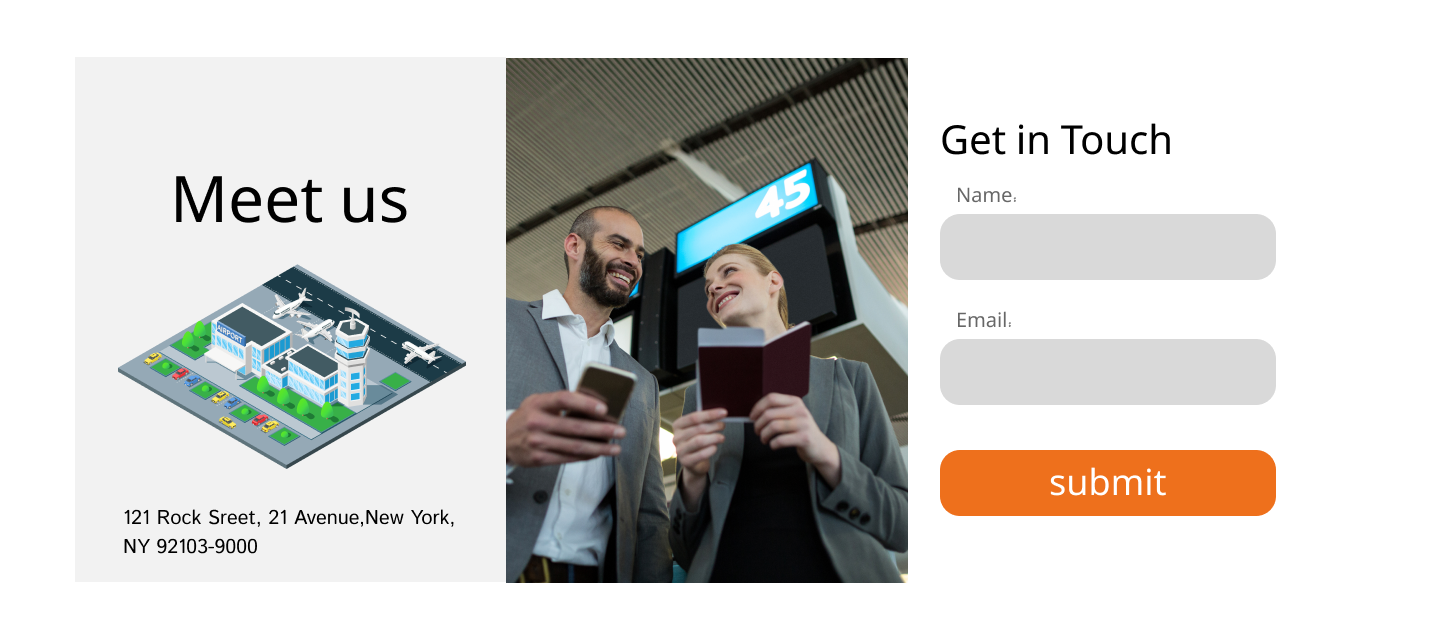 Meet us
AIRPORT
121 Rock Sreet, 21 Avenue,New York,
NY 92103-9000
45
Get in Touch
Name:
Email:
submit